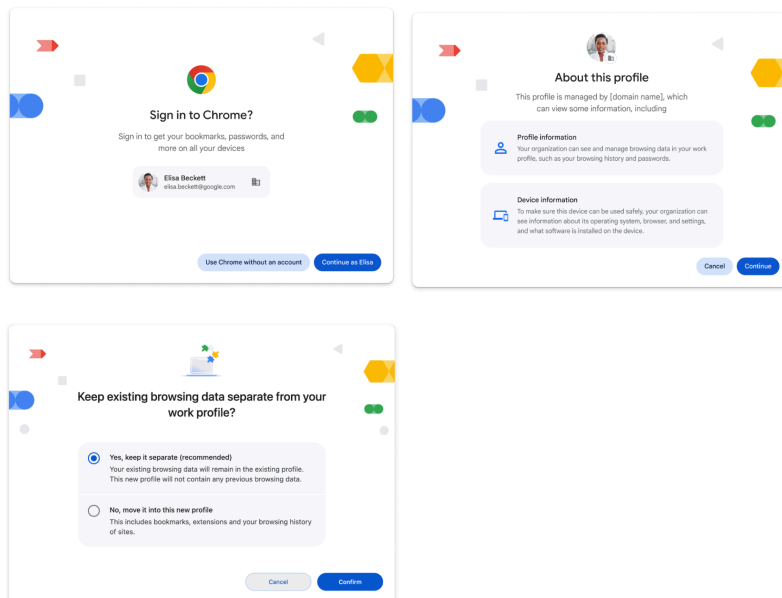 Sign in to Chrome?
Sign in to get your bookmarks, passwords, and
more on all your devices
Elisa Beckett
elisa.beckett@google.com
Use Chrome without an account
Continue as Elisa
About this profile
This profile is managed by [domain name], which
can view some information, including
Profile information
Your organization can see and manage browsing data in your work
profile, such as your browsing history and passwords.
Device information
To make sure this device can be used safely, your organization can
see information about its operating system, browser, and settings,
and what software is installed on the device.
Cancel
Continue
Keep existing browsing data separate from your
work profile?
Yes, keep it separate (recommended)
Your existing browsing data will remain in the existing profile.
This new profile will not contain any previous browsing data.
No, move it into this new profile
This includes bookmarks, extensions and your browsing history
of sites.
Cancel
Confirm